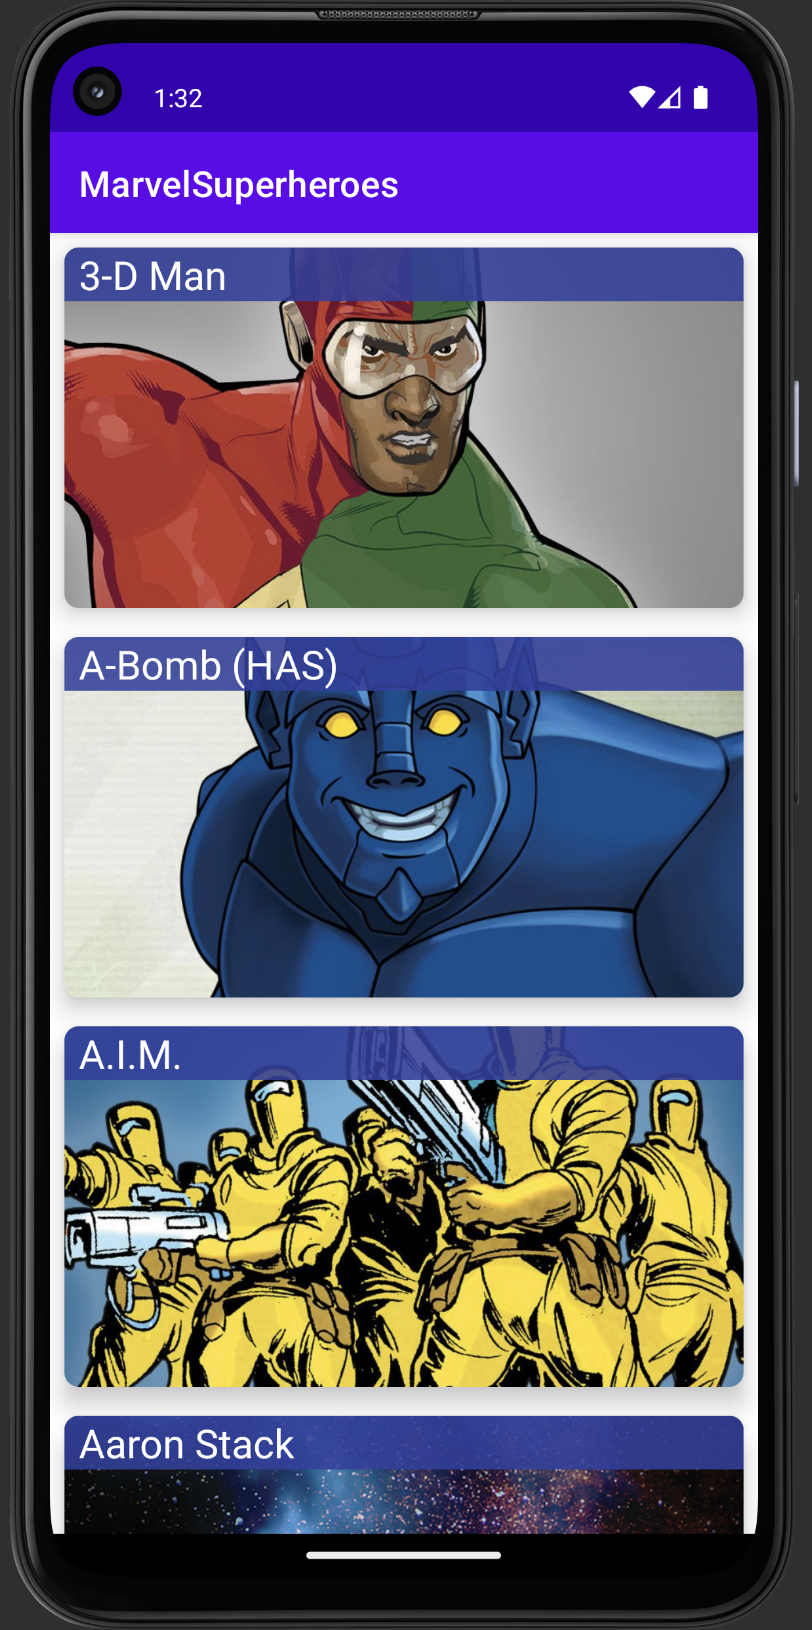 1:32
MarvelSuperheroes
3-D Man
A-Bomb (HAS)
A.I.M.
Aaron Stack